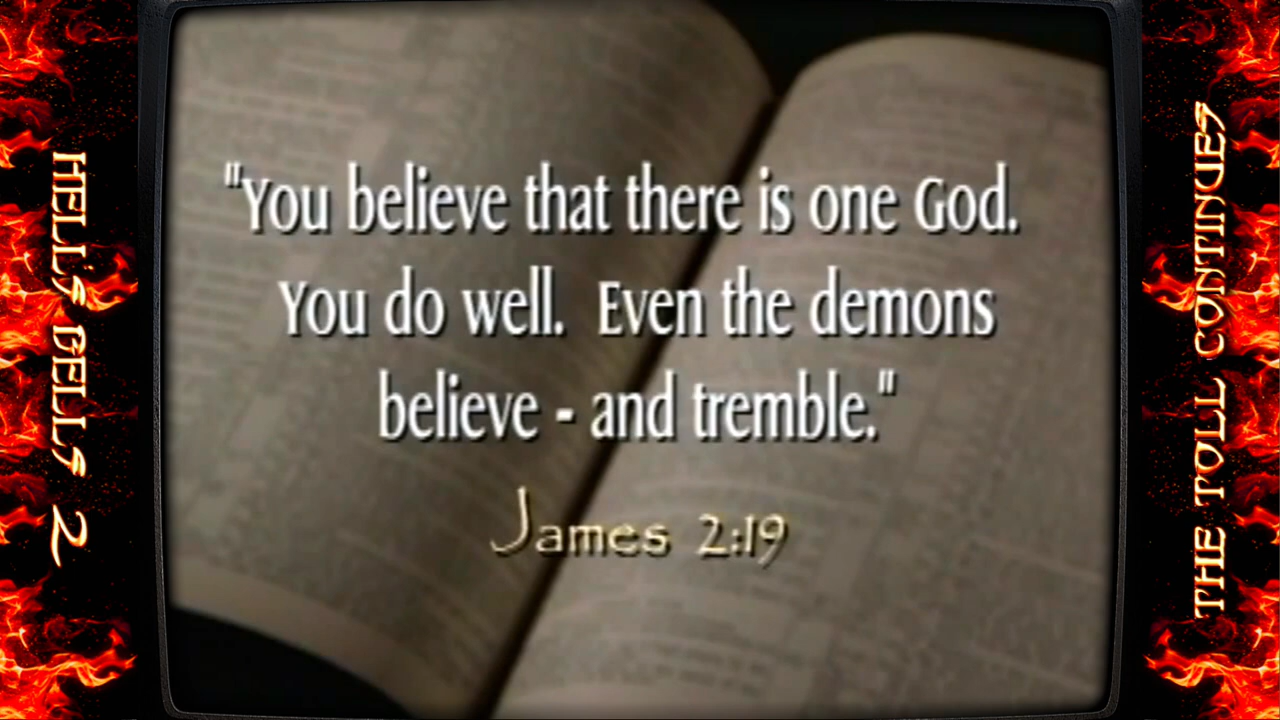 HELL'S BELLS 2
"You believe that there is one God.
You do well.  Even the demons
believe - and tremble."
James 2:19
THE TOLL CONTINUES